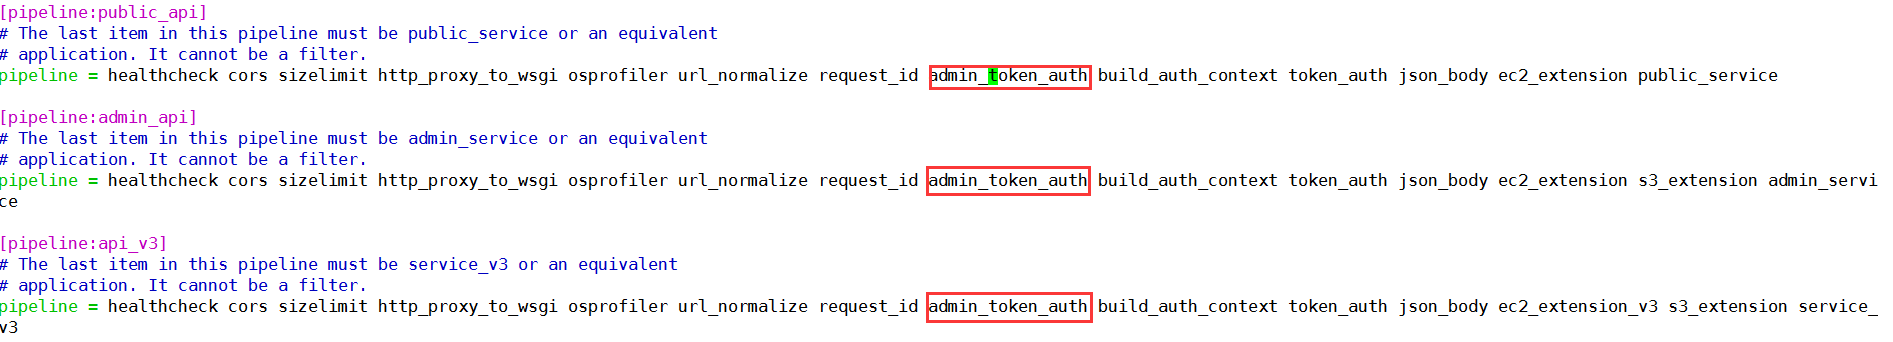 [pipeline:public_api]
# The last item in this pipeline must be public_service or an equivalent
# application. It cannot be a filter.
pipeline = healthcheck cors sizelimit http_proxy_to_wsgi osprofiler url_normalize request_id admin_token_auth build_auth_context token_auth json_body ec2_extension public_service
[pipeline:admin_api]
# The last item in this pipeline must be admin_service or an equivalent
# application. It cannot be a filter.
pipeline = healthcheck cors sizelimit http_proxy_to_wsgi osprofiler url_normalize request_id admin_token_auth build_auth_context token_auth json_body ec2_extension s3_extension admin_servi
ce
[pipeline:api_v3]
# The last item in this pipeline must be service_v3 or an equivalent
# application. It cannot be a filter.
pipeline = healthcheck cors sizelimit http_proxy_to_wsgi osprofiler url_normalize request_id admin_token_auth build_auth_context token_auth json_body ec2_extension_v3 s3_extension service_
v3